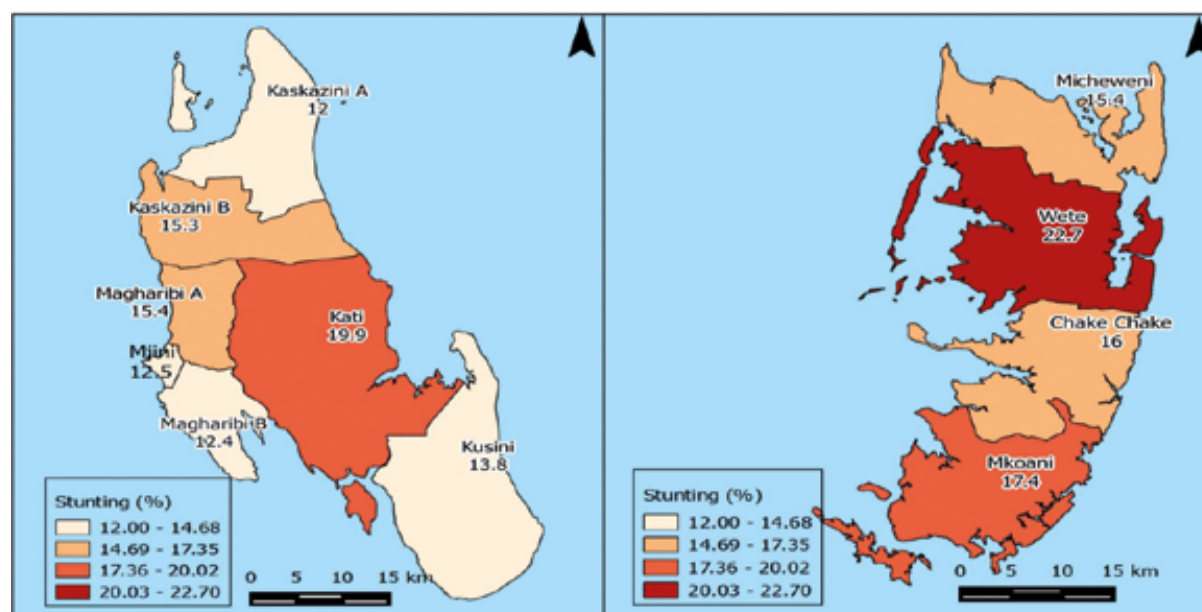 Kaskazini A
12
Kaskazini B
15.3
Magharibi A
15.4
Kati
19.9
Mjini
12.5
Magharibi B
12.4
Kusini
13.8
Stunting (%)
12.00 - 14.68
14.69 - 17.35
17.36 - 20.02
20.03 - 22.70
0 5 10 15 km
Micheweni
15.4
Wete
22.7
Chake Chake
16
Mkoani
17.4
Stunting (%)
12.00 - 14.68
14.69 - 17.35
17.36 - 20.02
20.03 - 22.70
0 5 10 15 km